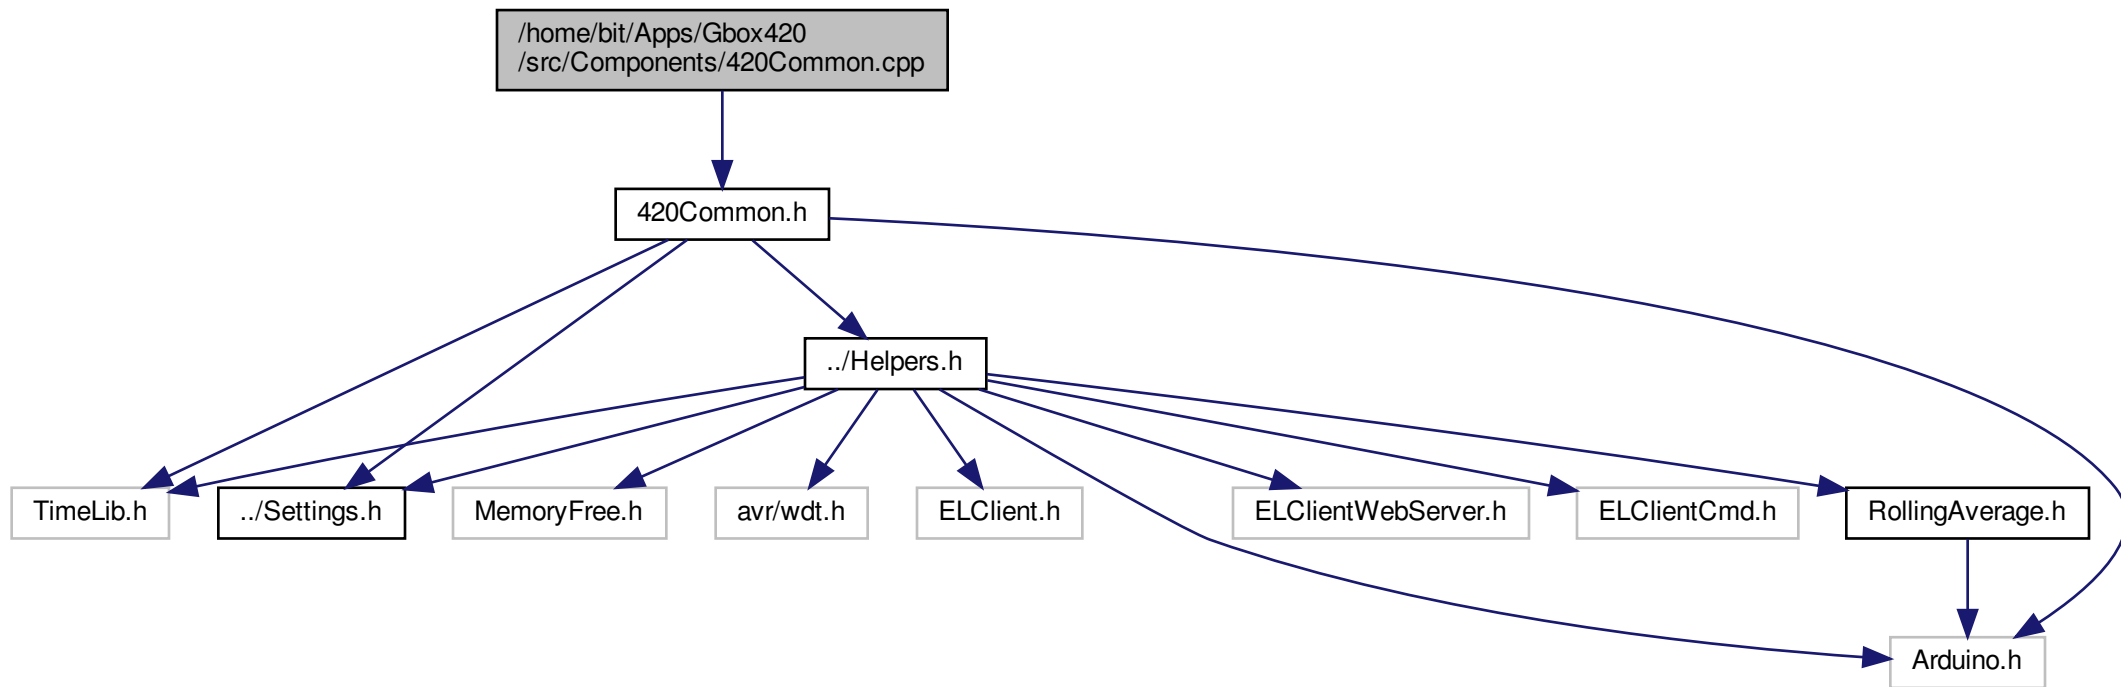 /home/bit/Apps/Gbox420
/src/Components/420Common.cpp
420Common.h
../Helpers.h
TimeLib.h
../Settings.h
MemoryFree.h
avr/wdt.h
ELClient.h
ELClientWebServer.h
ELClientCmd.h
RollingAverage.h
Arduino.h